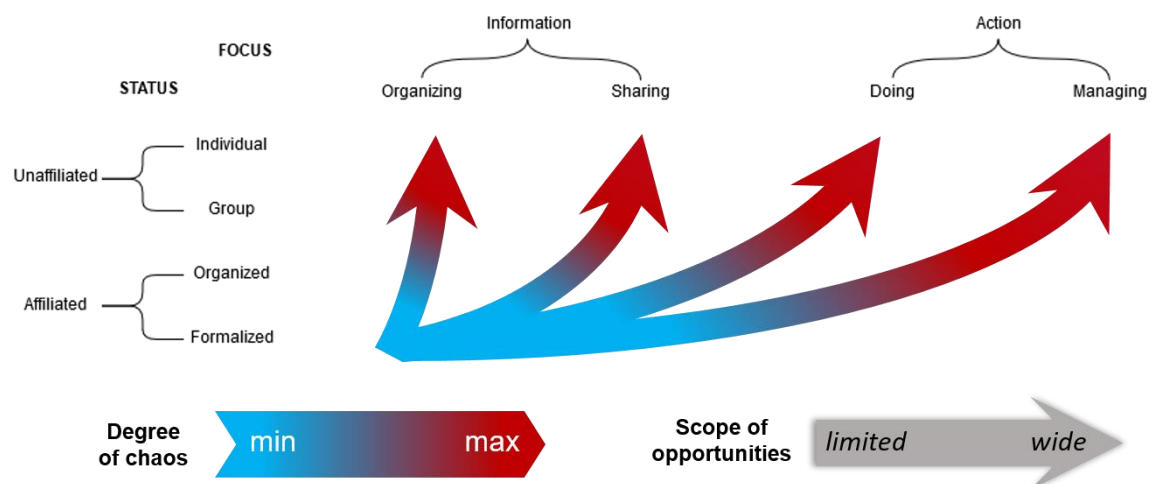 Information
Action
FOCUS
STATUS
Organizing
Sharing
Doing
Managing
Individual
Unaffiliated
Group
Organized
Affiliated
Formalized
Degree
of chaos
min
max
Scope of
opportunities
limited
wide